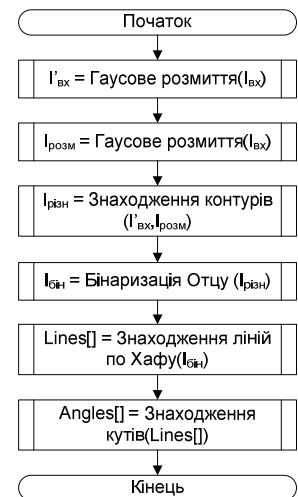 Початок
I'вх = Гаусове розмиття(Iвх)
Iрозм = Гаусове розмиття(Iвх)
Iрізн = Знаходження контурів
(I'вх,Iрозм)
Iбін = Бінаризація Отцу (Iрізн)
Lines[] = Знаходження ліній
по Хафу(Iбін)
Angles[] = Знаходження
кутів(Lines[])
Кінець